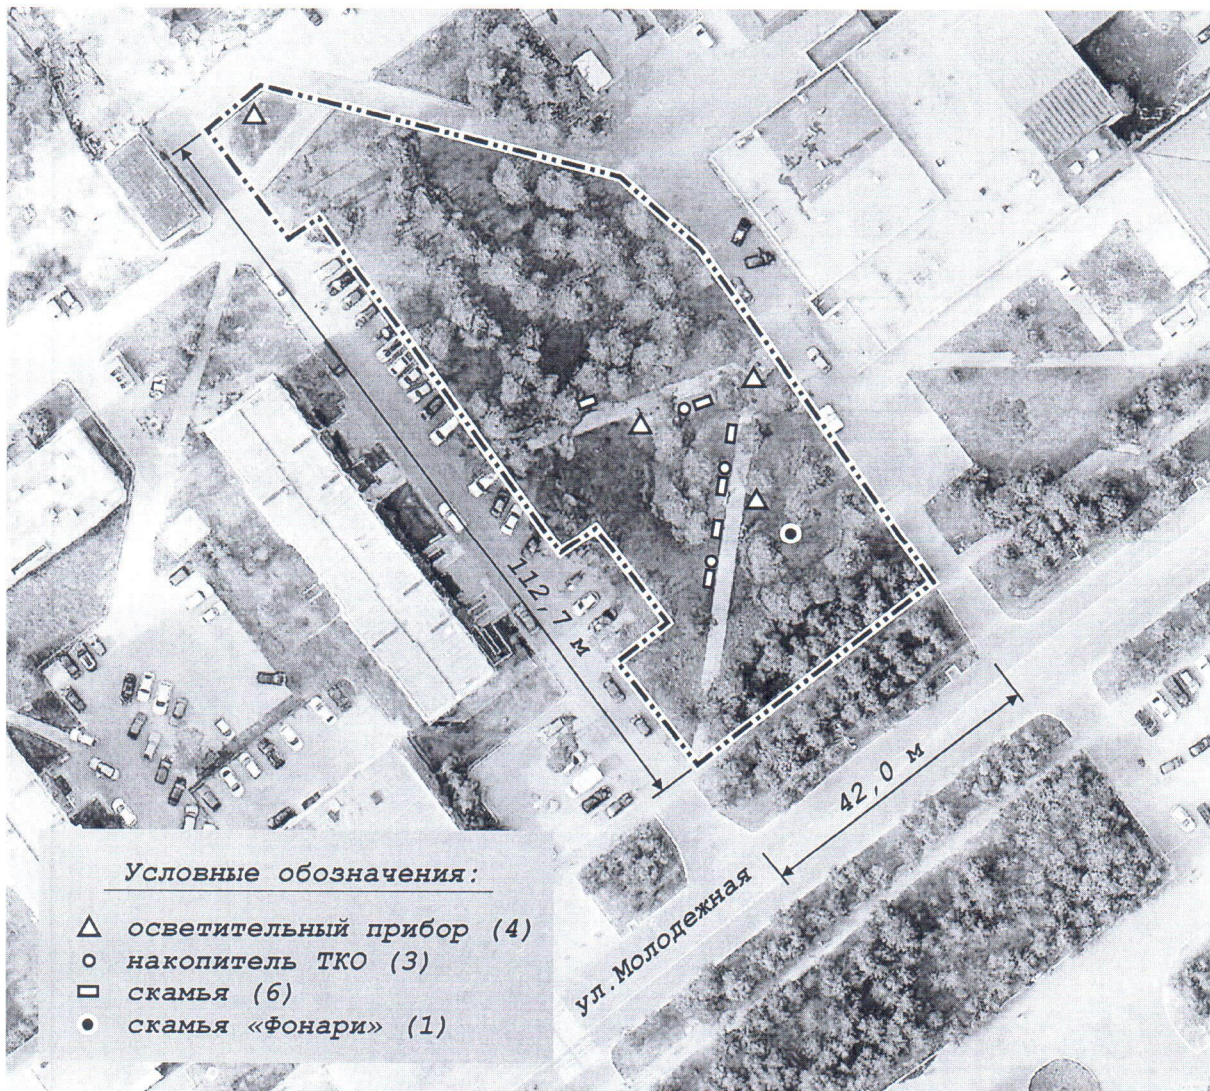 112,7 м
42,0 м
ул.Молодежная
Условные обозначения:
осветительный прибор (4)
накопитель ТКО (3)
скамья (6)
скамья «Фонари» (1)